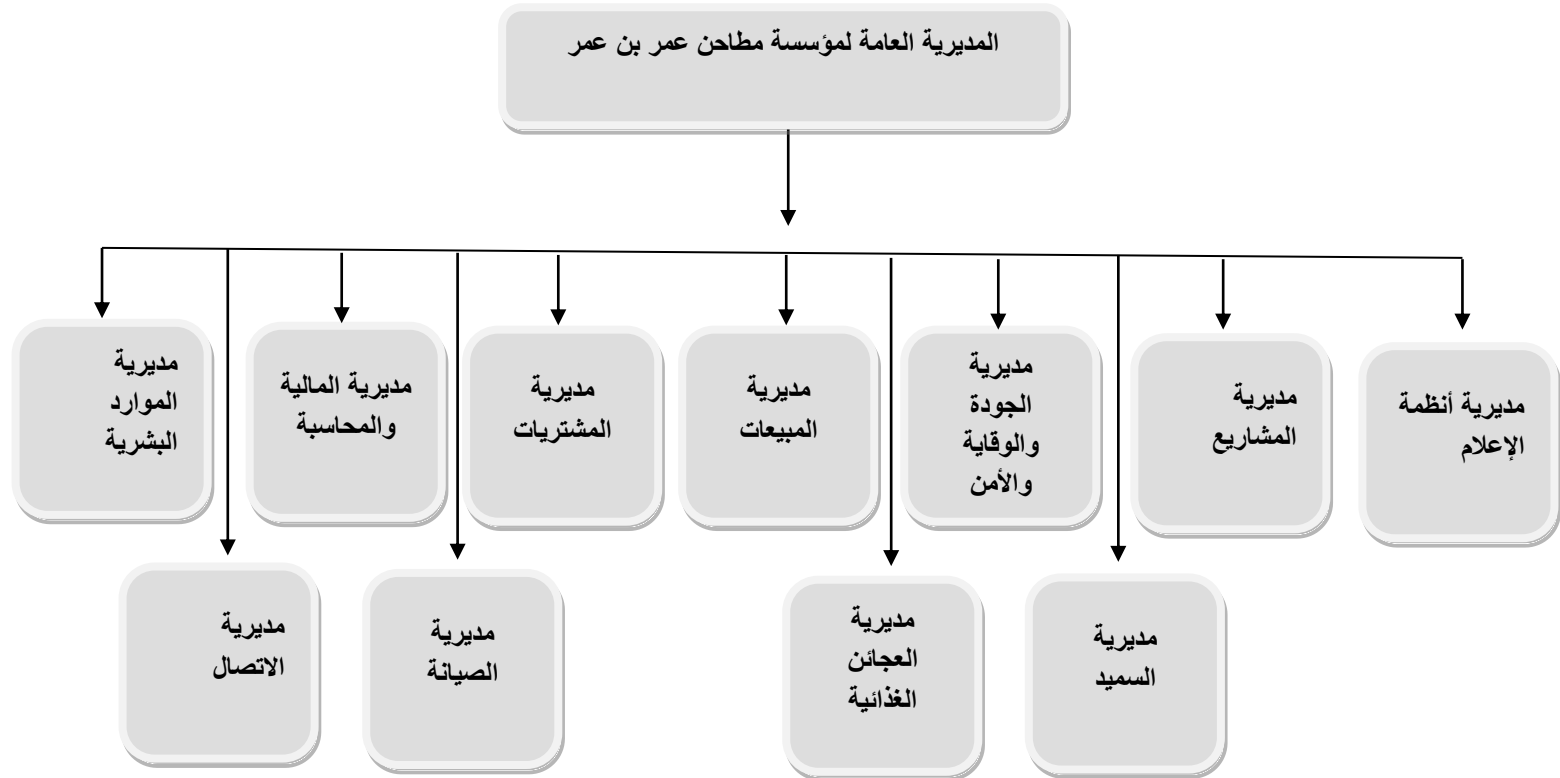 المديرية العامة لمؤسسة مطاحن عمر بن عمر
مديرية أنظمة
الإعلام
مديرية
المشاريع
مديرية
الجودة
والوقاية
والأمن
مديرية
المبيعات
مديرية
المشتريات
مديرية المالية
والمحاسبة
مديرية
الموارد
البشرية
مديرية
السميد
مديرية
العجائن
الغذائية
مديرية
الصيانة
مديرية
الاتصال